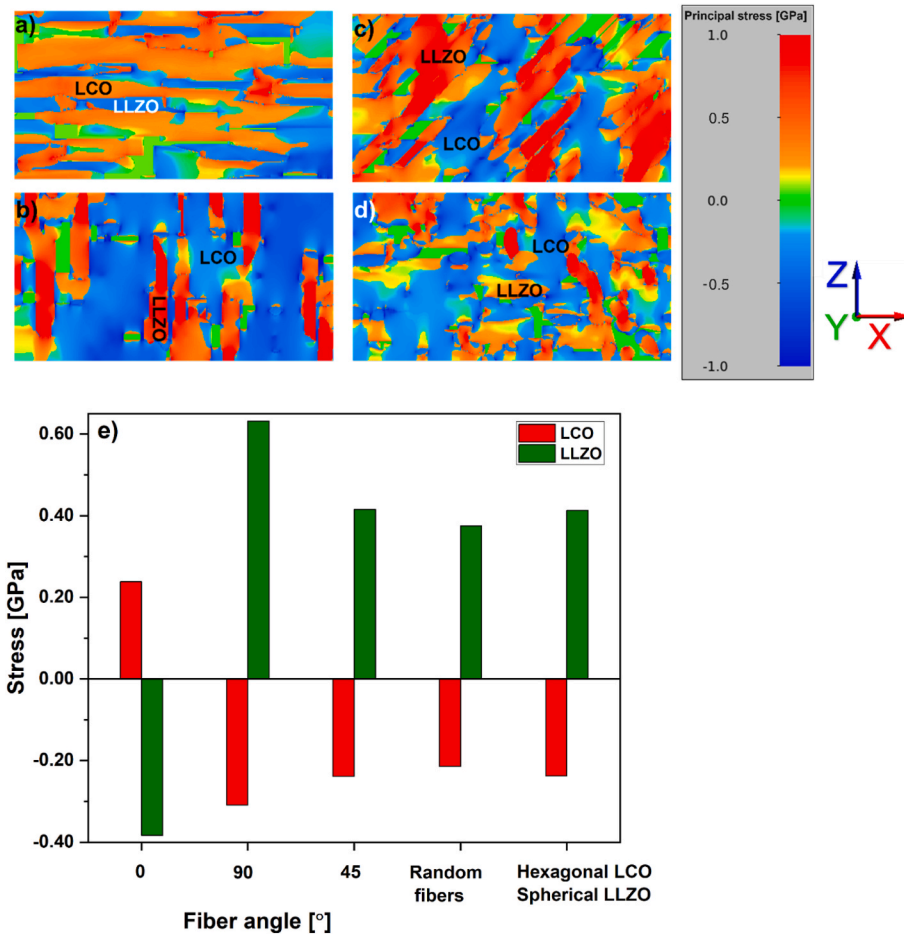 a)
LCO
LLZO
c)
LLZO
LCO
b)
LCO
LLZO
d)
LCO
LLZO
Principal stress [GPa]
1.0
0.5
0.0
-0.5
-1.0
Z
Y
X
e)
LCO
LLZO
0.60
0.40
0.20
0.00
-0.20
-0.40
Stress [GPa]
0
90
45
Random
fibers
Hexagonal LCO
Spherical LLZO
Fiber angle [°]